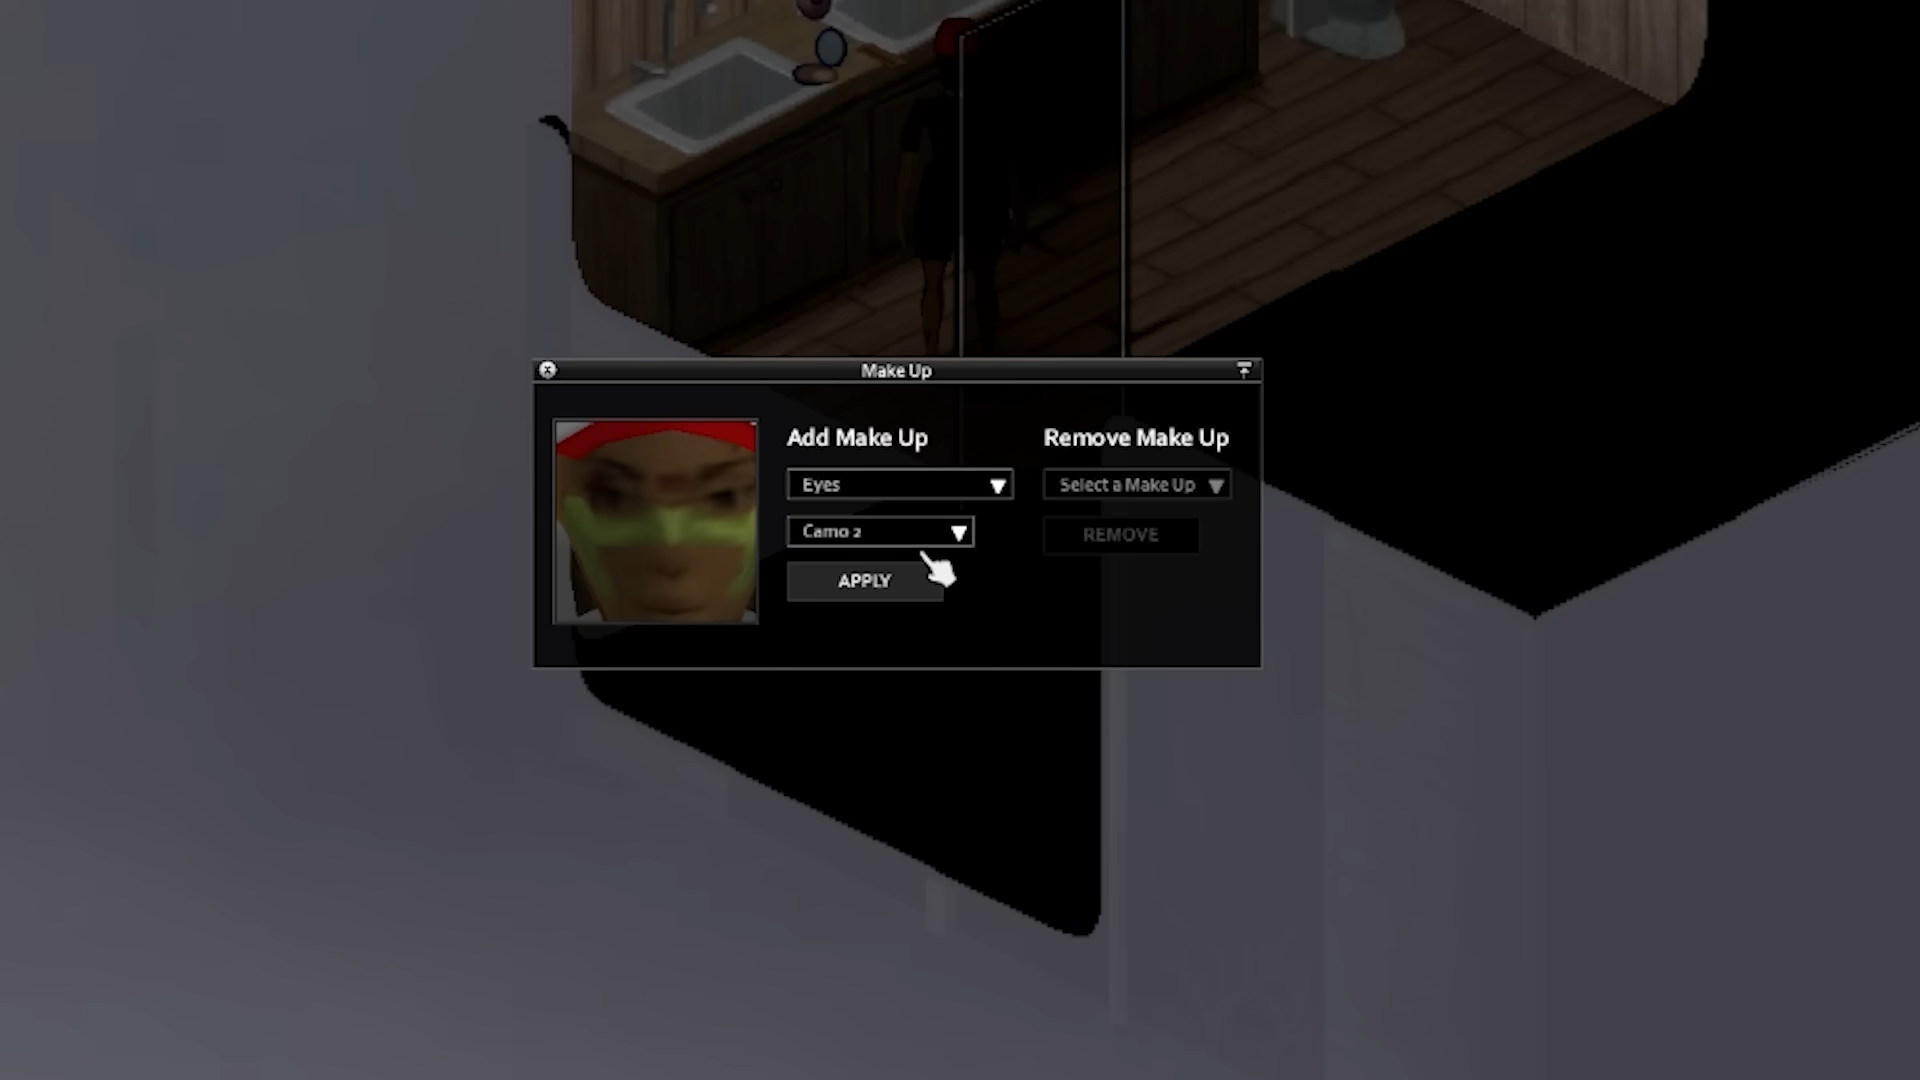 Make Up
Add Make Up
Remove Make Up
Eyes
Select a Make Up
Camo 2
REMOVE
APPLY